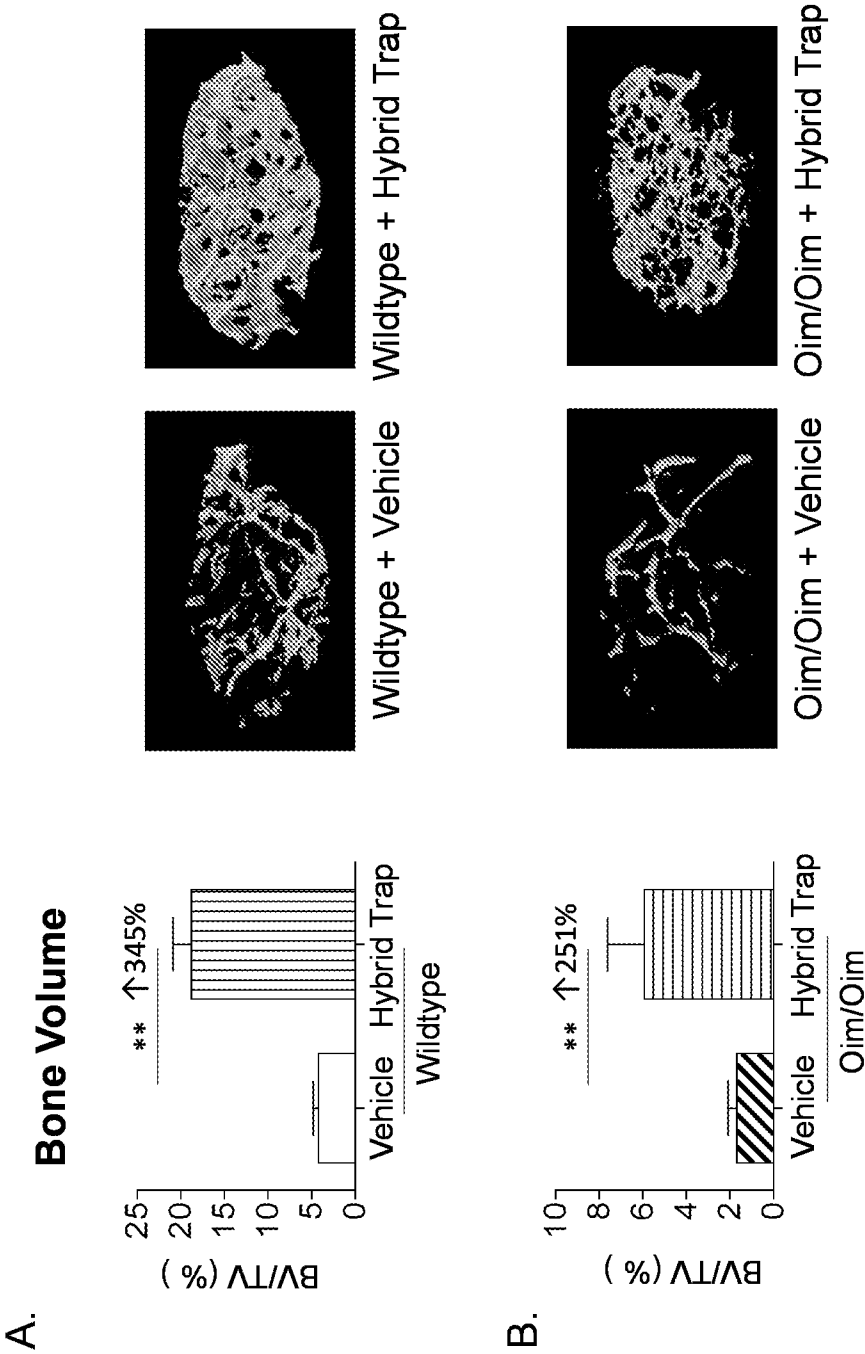 Bone Volume
A.
BV/TV (%)
25
20
15
10
5
0
** ↑345%
Vehicle Hybrid Trap
Wildtype
Wildtype + Vehicle
Wildtype + Hybrid Trap
B.
BV/TV (%)
10
8
6
4
2
0
** ↑251%
Vehicle Hybrid Trap
Oim/Oim
Oim/Oim + Vehicle
Oim/Oim + Hybrid Trap